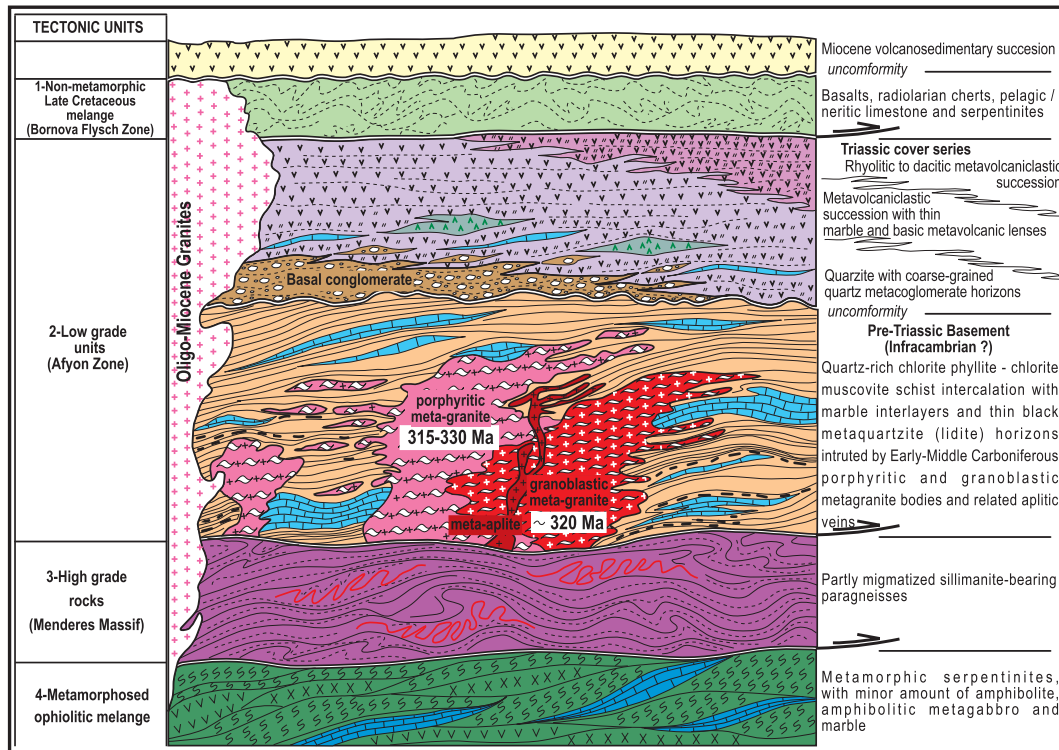 TECTONIC UNITS
1-Non-metamorphic
Late Cretaceous
melange
(Bornova Flysch Zone)
2-Low grade
units
(Afyon Zone)
3-High grade
rocks
(Menderes Massif)
4-Metamorphosed
ophiolitic melange
Oligo-Miocene Granites
Basal conglomerate
porphyritic
meta-granite
315-330 Ma
granoblastic
meta-granite
meta-aplite
~ 320 Ma
Miocene volcanosedimentary succesion
uncomformity
Basalts, radiolarian cherts, pelagic /
neritic limestone and serpentinites
Triassic cover series
Rhyolitic to dacitic metavolcaniclastic
succession
Metavolcaniclastic
succession with thin
marble and basic metavolcanic lenses
Quarzite with coarse-grained
quartz metacoglomerate horizons
uncomformity
Pre-Triassic Basement
(Infracambrian ?)
Quartz-rich chlorite phyllite - chlorite
muscovite schist intercalation with
marble interlayers and thin black
metaquartzite (lidite) horizons
intruted by Early-Middle Carboniferous
porphyritic and granoblastic
metagranite bodies and related aplitic
veins
Partly migmatized sillimanite-bearing
paragneisses
Metamorphic serpentinites,
with minor amount of amphibolite,
amphibolitic metagabbro and
marble